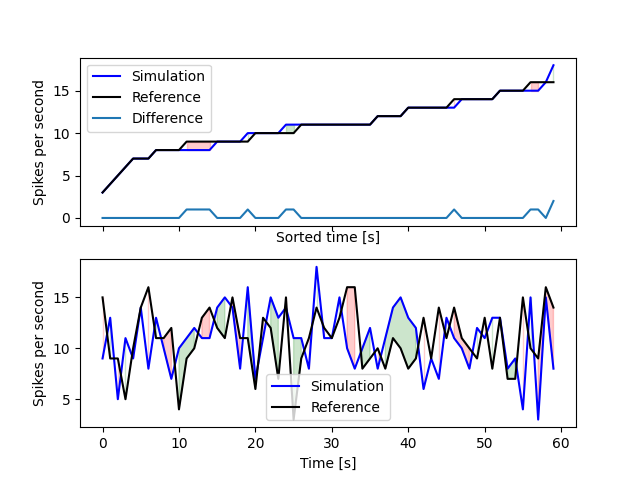 Spikes per second
15
10
5
0
Simulation
Reference
Difference
Sorted time [s]
Spikes per second
15
10
5
Simulation
Reference
0 10 20 30 40 50 60
Time [s]